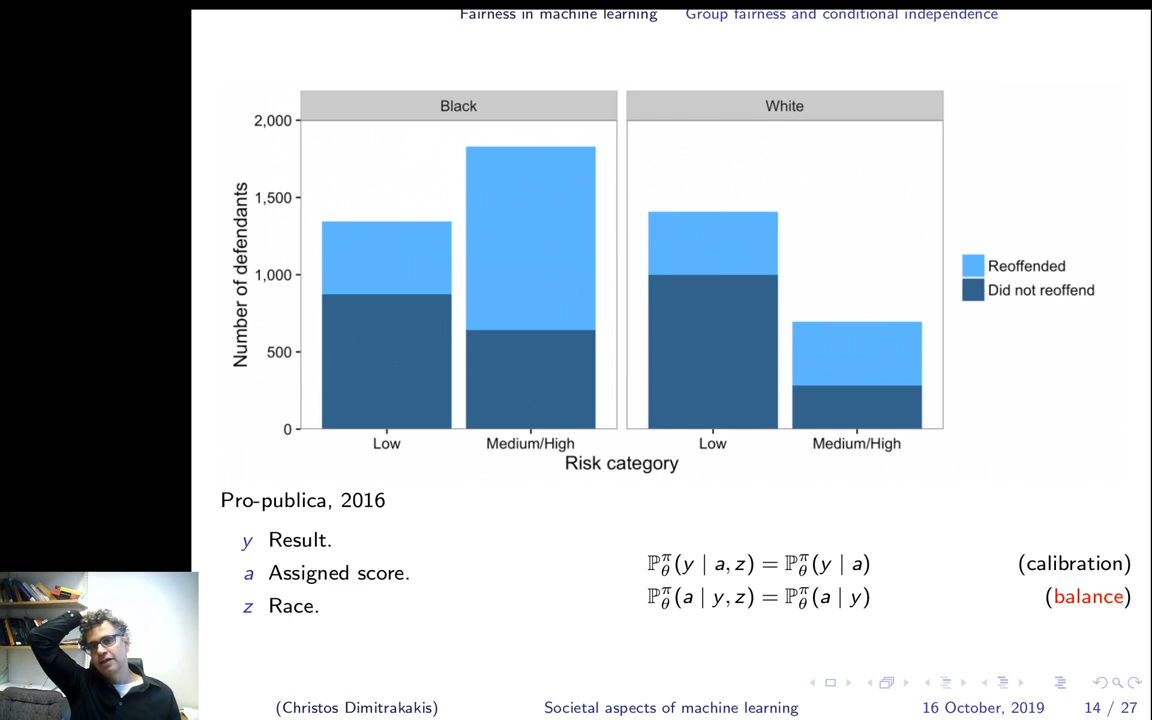 Fairness in machine learning Group fairness and conditional independence
Black White
2,000
1,500
1,000
500
0
Number of defendants
Reoffended
Did not reoffend
Low Medium/High Low Medium/High
Risk category
Pro-publica, 2016
y Result.
a Assigned score.
z Race.
ℙ^π_θ(y | a, z) = ℙ^π_θ(y | a) (calibration)
ℙ^π_θ(a | y, z) = ℙ^π_θ(a | y) (balance)
(Christos Dimitrakakis) Societal aspects of machine learning 16 October, 2019 14 / 27